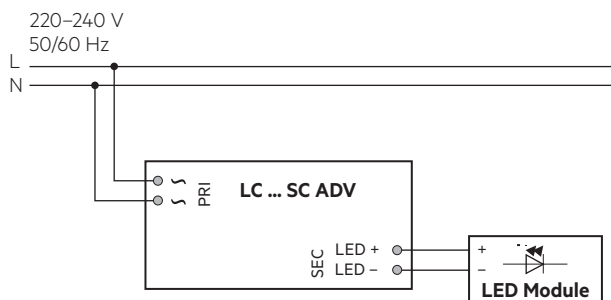 220–240 V
50/60 Hz
L
N
~
~
PRI
LC ... SC ADV
SEC
LED +
LED –
+
–
LED Module